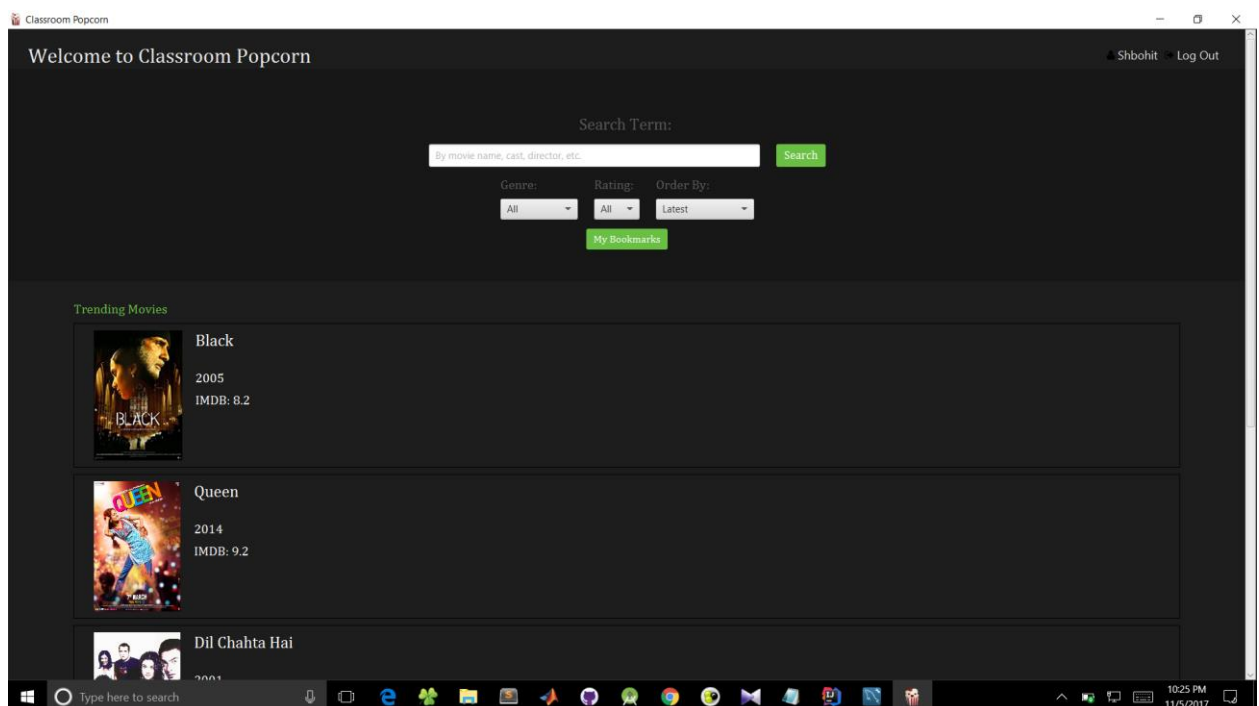 Classroom Popcorn
Welcome to Classroom Popcorn
Shbohit Log Out
Search Term:
By movie name, cast, director, etc. Search
Genre: Rating: Order By:
All All Latest
My Bookmarks
Trending Movies
Black
2005
IMDB: 8.2
BLACK
Queen
2014
IMDB: 9.2
QUEEN
7th MARCH
Dil Chahta Hai
2001
Type here to search
10:25 PM
11/5/2017